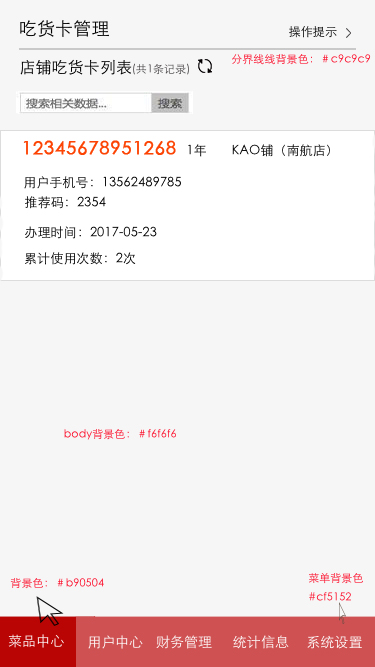 吃货卡管理
操作提示 >
分界线线背景色：#c9c9c9
店铺吃货卡列表(共1条记录)
搜索相关数据... 搜索
12345678951268 1年 KAO铺（南航店）
用户手机号：13562489785
推荐码：2354
办理时间：2017-05-23
累计使用次数：2次
body背景色：#f6f6f6
背景色：#b90504
菜单背景色
#cf5152
菜品中心 用户中心 财务管理 统计信息 系统设置